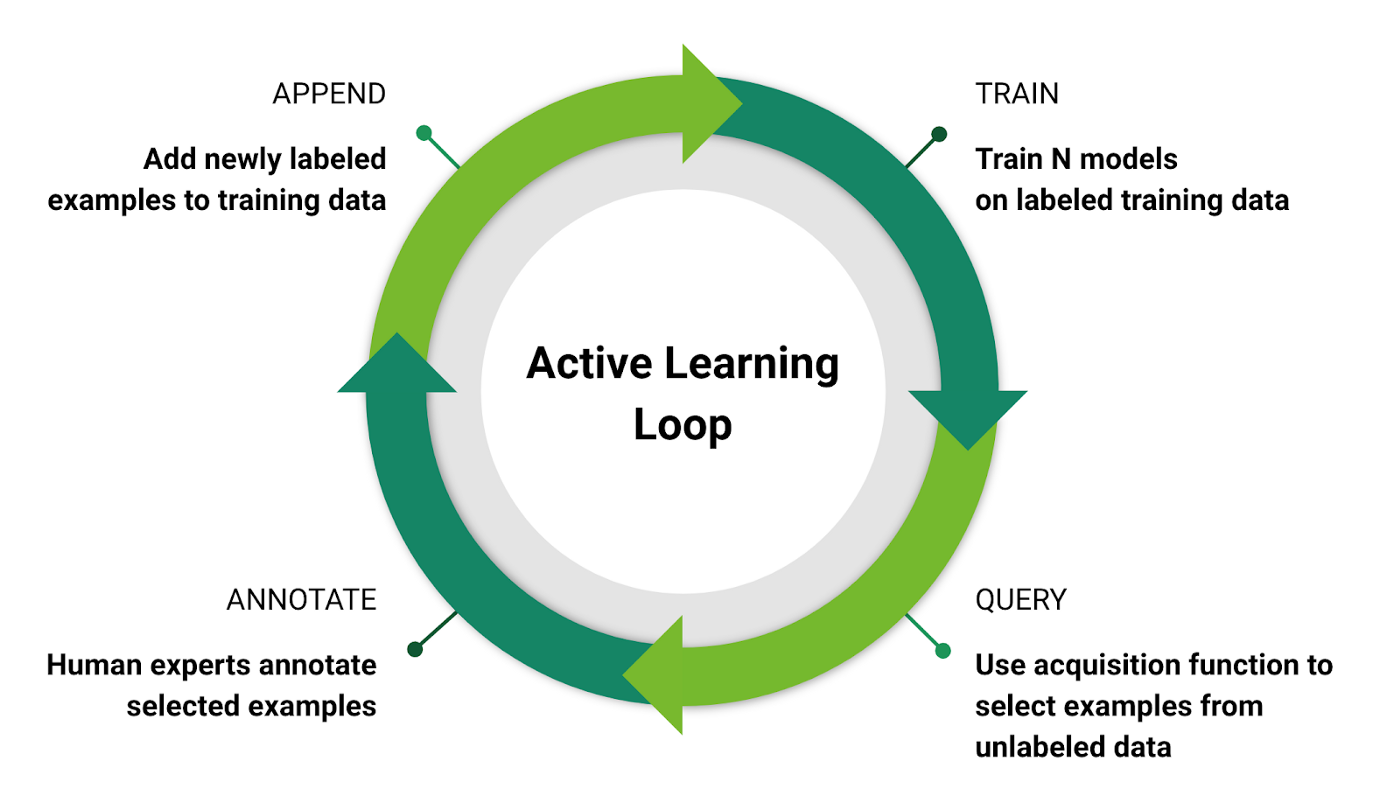 APPEND
Add newly labeled
examples to training data
TRAIN
Train N models
on labeled training data
Active Learning
Loop
ANNOTATE
Human experts annotate
selected examples
QUERY
Use acquisition function to
select examples from
unlabeled data